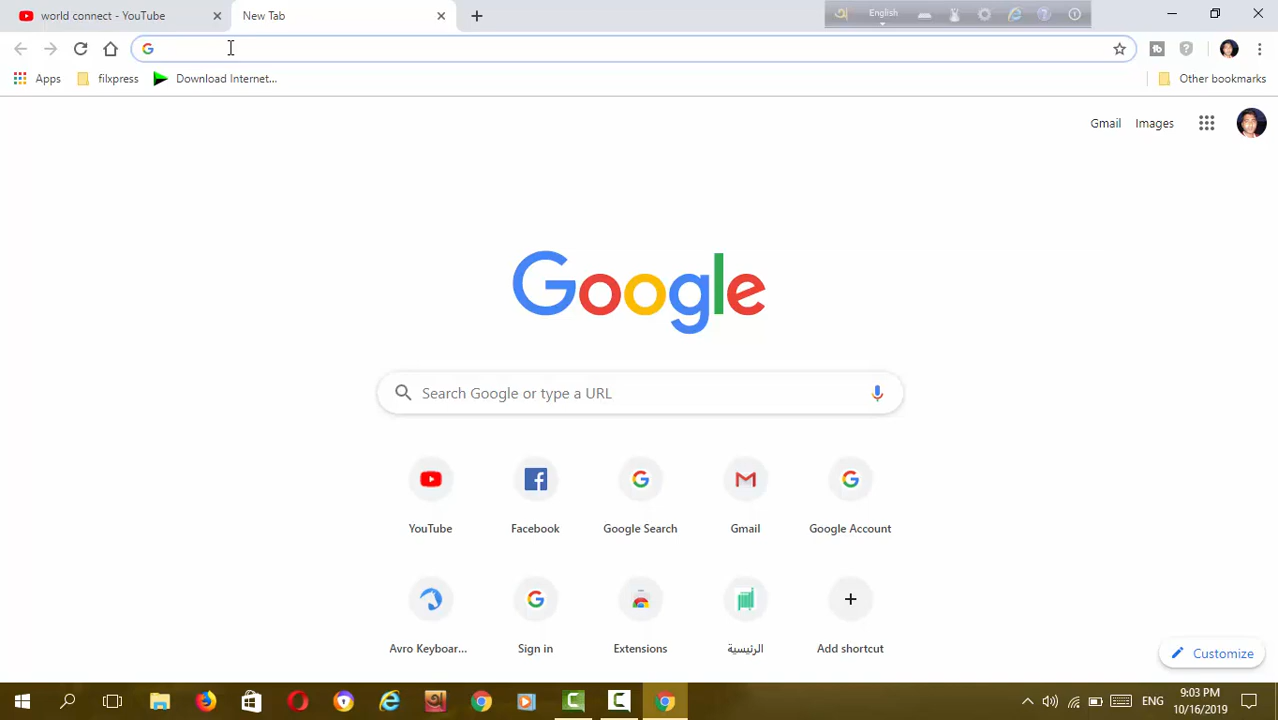 world connect - YouTube
New Tab
English
Apps
filxpress
Download Internet...
Other bookmarks
Gmail
Images
Google
Search Google or type a URL
YouTube
Facebook
Google Search
Gmail
Google Account
Avro Keyboar...
Sign in
Extensions
الرئيسية
Add shortcut
Customize
ENG
9:03 PM
10/16/2019